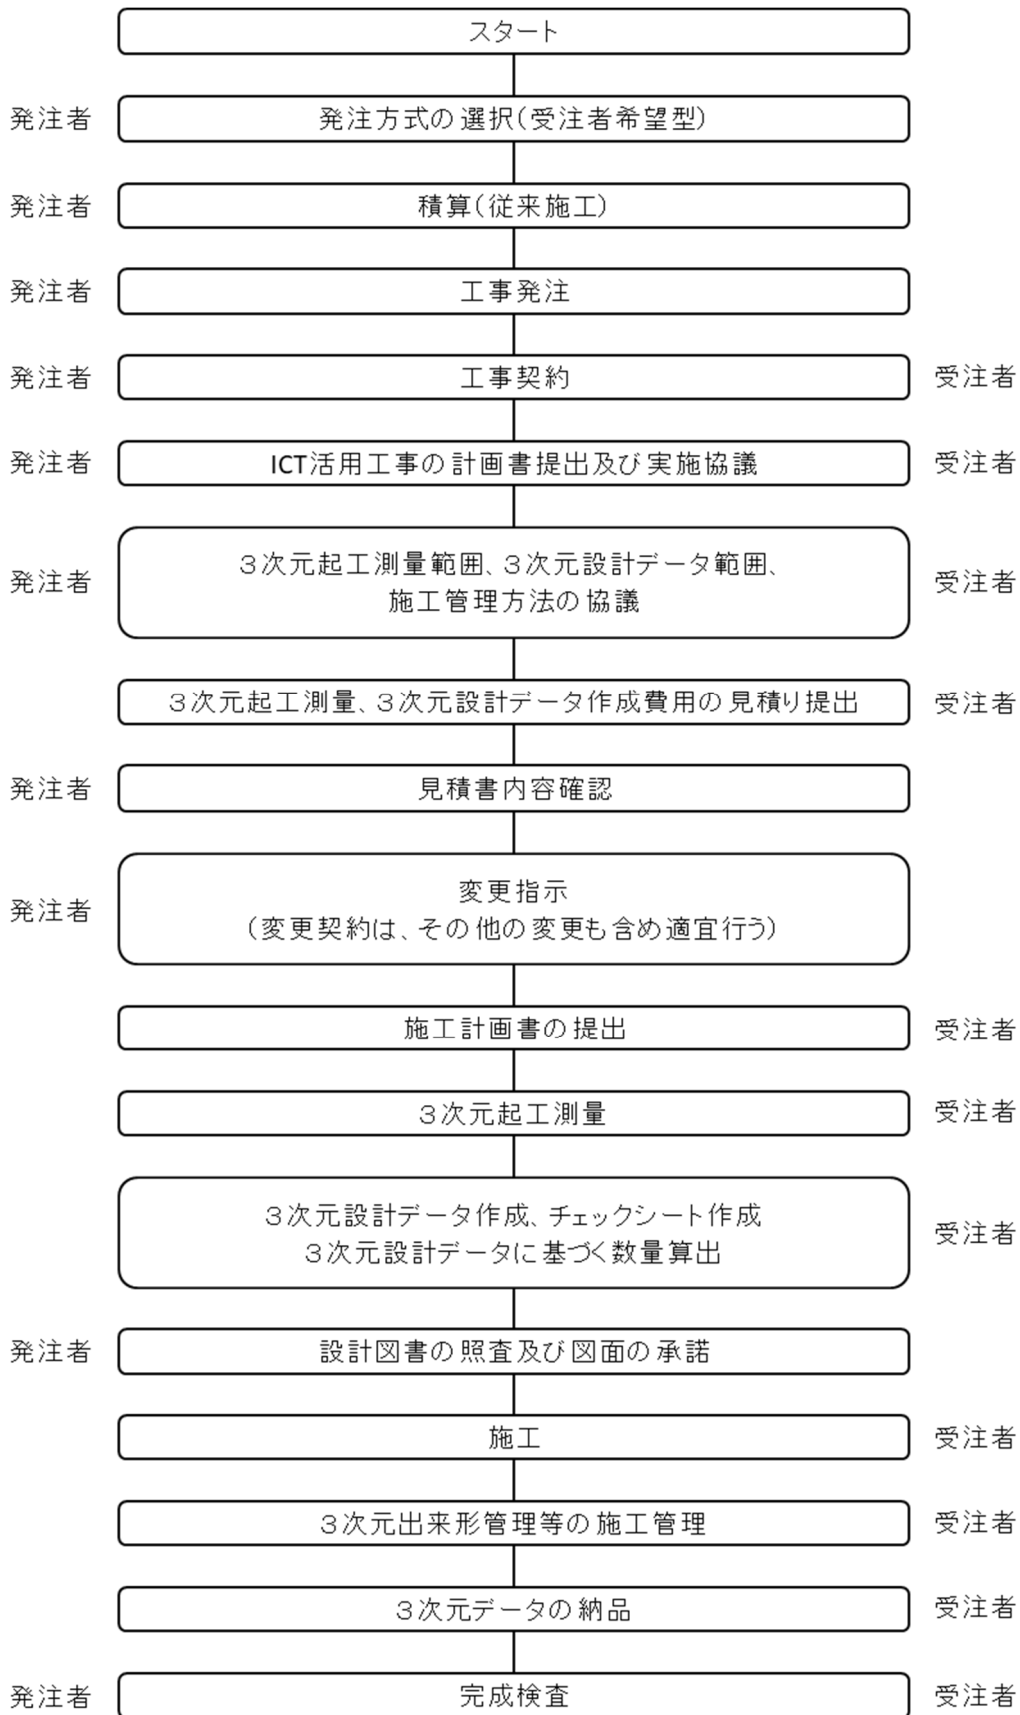 スタート
発注者 発注方式の選択（受注者希望型）
発注者 積算（従来施工）
発注者 工事発注
発注者 工事契約 受注者
発注者 ICT活用工事の計画書提出及び実施協議 受注者
３次元起工測量範囲、３次元設計データ範囲、
発注者 施工管理方法の協議 受注者
３次元起工測量、３次元設計データ作成費用の見積り提出 受注者
発注者 見積書内容確認
変更指示
発注者 （変更契約は、その他の変更も含め適宜行う）
施工計画書の提出 受注者
３次元起工測量 受注者
３次元設計データ作成、チェックシート作成
３次元設計データに基づく数量算出 受注者
発注者 設計図書の照査及び図面の承諾
施工 受注者
３次元出来形管理等の施工管理 受注者
３次元データの納品 受注者
発注者 完成検査 受注者